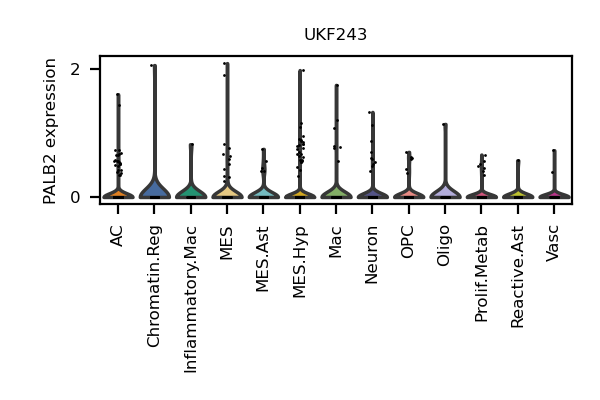 UKF243
PALB2 expression
2
0
AC
Chromatin.Reg
Inflammatory.Mac
MES
MES.Ast
MES.Hyp
Mac
Neuron
OPC
Oligo
Prolif.Metab
Reactive.Ast
Vasc